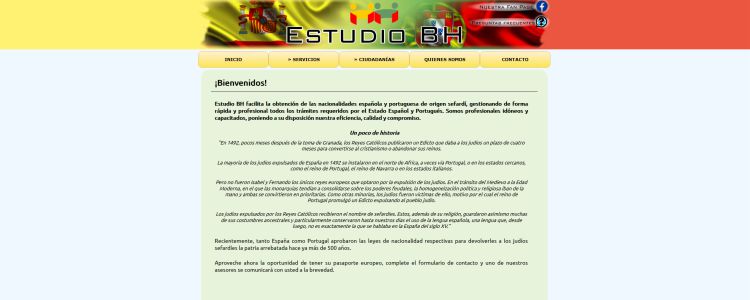 NUESTRA FAN PAGE
PREGUNTAS FRECUENTES
ESTUDIO BH
INICIO
> SERVICIOS
> CIUDADANÍAS
QUIENES SOMOS
CONTACTO
¡Bienvenidos!
Estudio BH facilita la obtención de las nacionalidades española y portuguesa de origen sefardí, gestionando de forma
rápida y profesional todos los trámites requeridos por el Estado Español y Portugués. Somos profesionales idóneos y
capacitados, poniendo a su disposición nuestra eficiencia, calidad y compromiso.
Un poco de historia
"En 1492, pocos meses después de la toma de Granada, los Reyes Católicos publicaron un Edicto que daba a los judíos un plazo de cuatro
meses para convertirse al cristianismo o abandonar sus reinos.
La mayoría de los judíos expulsados de España en 1492 se instalaron en el norte de África, a veces vía Portugal, o en los estados cercanos,
como el reino de Portugal, el reino de Navarra o en los estados italianos.
Pero no fueron Isabel y Fernando los únicos reyes europeos que optaron por la expulsión de los judíos. En el tránsito del Medievo a la Edad
moderna, en el que las monarquías tendían a consolidarse sobre los poderes feudales, la homogeneización política y religiosa iban de la
mano y ambas se convirtieron en prioritarias. Como otras minorías, los judíos fueron víctimas de ello, motivo por el cual el reino de
Portugal promulgó un Edicto expulsando al pueblo judío.
Los judíos expulsados por los Reyes Católicos recibieron el nombre de sefardíes. Estos, además de su religión, guardaron asimismo muchas
de sus costumbres ancestrales y particularmente conservaron hasta nuestros días el uso de la lengua española, una lengua que, desde
luego, no es exactamente la que se hablaba en la España del siglo XV."
Recientemente, tanto España como Portugal aprobaron las leyes de nacionalidad respectivas para devolverles a los judíos
sefardíes la patria arrebatada hace ya más de 500 años.
Aproveche ahora la oportunidad de tener su pasaporte europeo, complete el formulario de contacto y uno de nuestros
asesores se comunicará con usted a la brevedad.